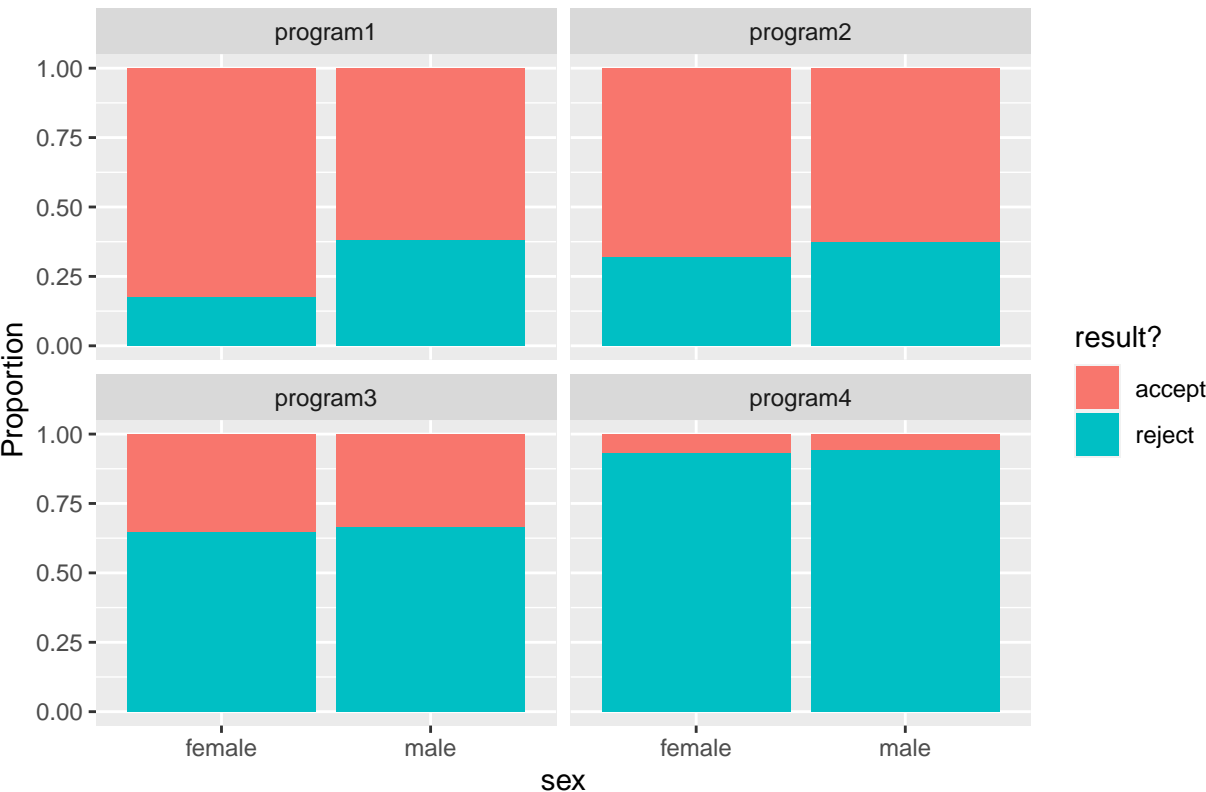 program1 program2
1.00
0.75
0.50
0.25
0.00
program3 program4
1.00
0.75
0.50
0.25
0.00
Proportion
female male female male
sex
result?
accept
reject